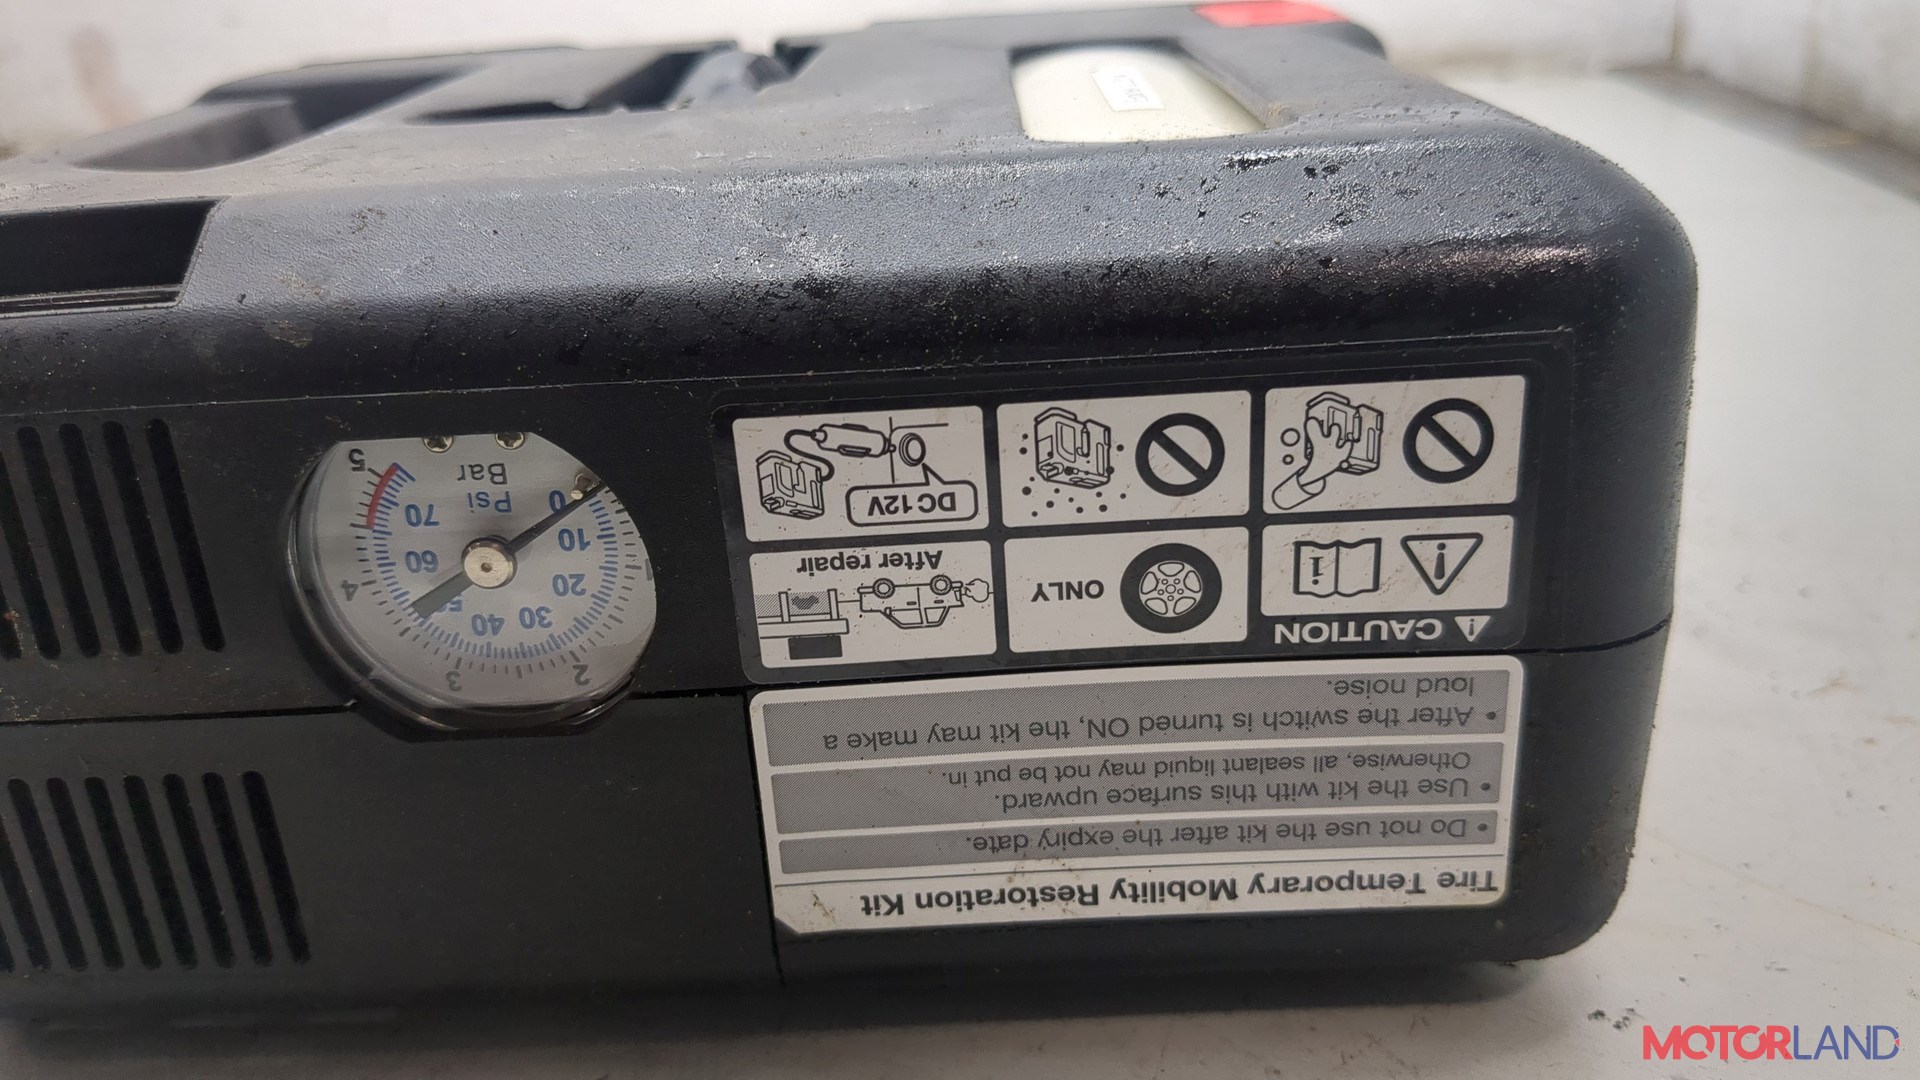 Tire Temporary Mobility Restoration Kit
• Do not use the kit after the expiry date.
• Use the kit with this surface upward.
Otherwise, all sealant liquid may not be put in.
• After the switch is turned ON, the kit may make a
loud noise.
CAUTION
ONLY
After repair
DC 12V
2
3
1
4
5
0
10
20
30
40
60
70
Psi
Bar
MOTORLAND